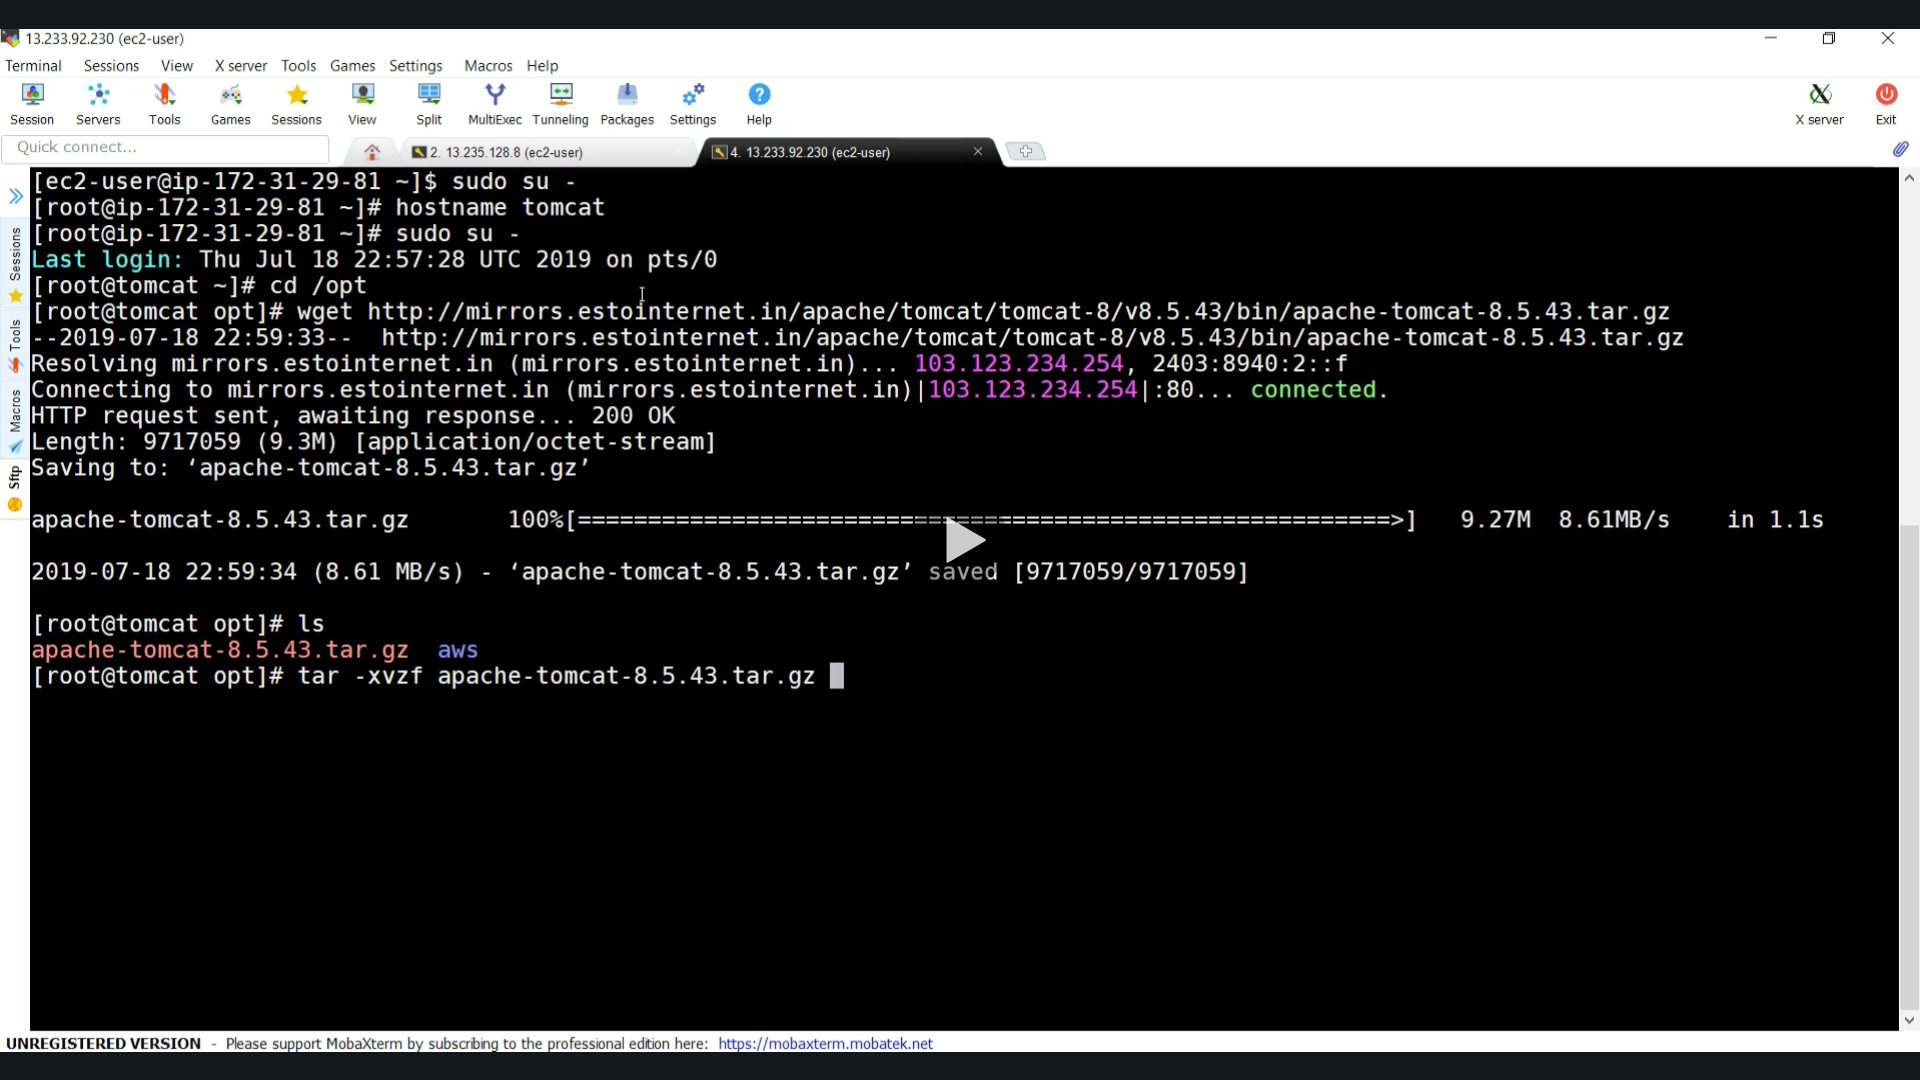 13.233.92.230 (ec2-user)
Terminal Sessions View X server Tools Games Settings Macros Help
Session Servers Tools Games Sessions View Split MultiExec Tunneling Packages Settings Help X server Exit
Quick connect...
2. 13.235.128.8 (ec2-user)
4. 13.233.92.230 (ec2-user)
Sessions
Tools
Macros
Sftp
[ec2-user@ip-172-31-29-81 ~]$ sudo su -
[root@ip-172-31-29-81 ~]# hostname tomcat
[root@ip-172-31-29-81 ~]# sudo su -
Last login: Thu Jul 18 22:57:28 UTC 2019 on pts/0
[root@tomcat ~]# cd /opt
[root@tomcat opt]# wget http://mirrors.estointernet.in/apache/tomcat/tomcat-8/v8.5.43/bin/apache-tomcat-8.5.43.tar.gz
--2019-07-18 22:59:33--  http://mirrors.estointernet.in/apache/tomcat/tomcat-8/v8.5.43/bin/apache-tomcat-8.5.43.tar.gz
Resolving mirrors.estointernet.in (mirrors.estointernet.in)... 103.123.234.254, 2403:8940:2::f
Connecting to mirrors.estointernet.in (mirrors.estointernet.in)|103.123.234.254|:80... connected.
HTTP request sent, awaiting response... 200 OK
Length: 9717059 (9.3M) [application/octet-stream]
Saving to: ‘apache-tomcat-8.5.43.tar.gz’
apache-tomcat-8.5.43.tar.gz 100%[==========================================================>] 9.27M 8.61MB/s in 1.1s
2019-07-18 22:59:34 (8.61 MB/s) - ‘apache-tomcat-8.5.43.tar.gz’ saved [9717059/9717059]
[root@tomcat opt]# ls
apache-tomcat-8.5.43.tar.gz  aws
[root@tomcat opt]# tar -xvzf apache-tomcat-8.5.43.tar.gz
UNREGISTERED VERSION - Please support MobaXterm by subscribing to the professional edition here: https://mobaxterm.mobatek.net